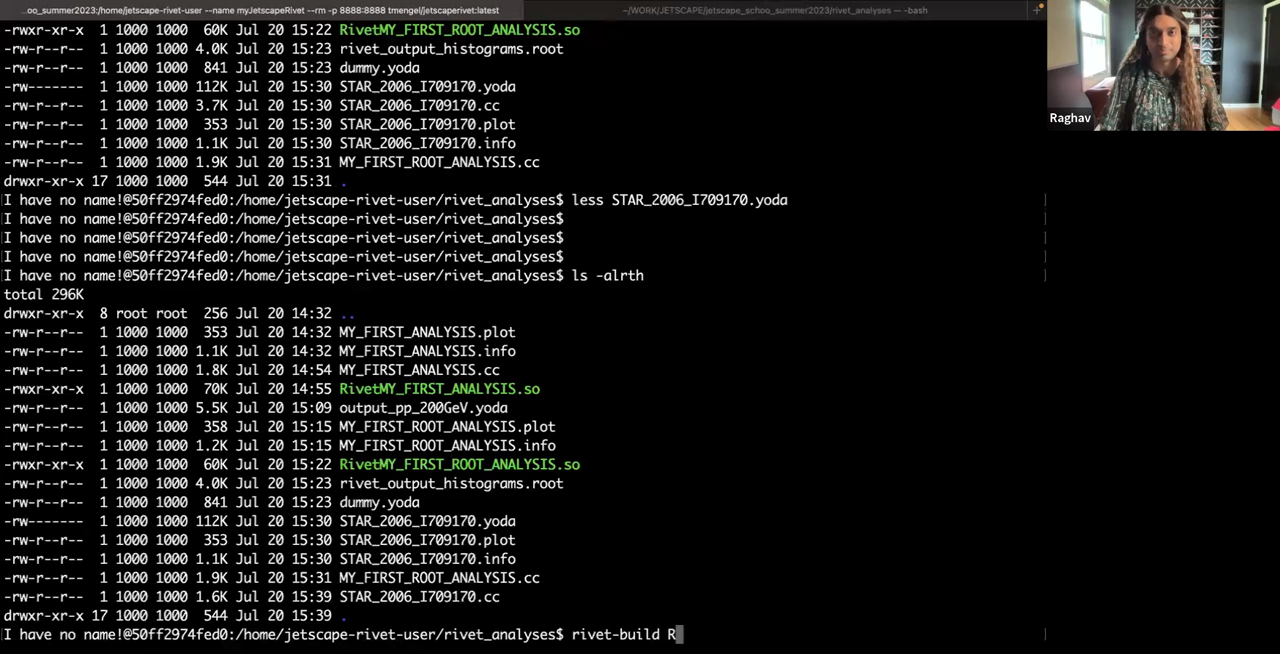 ...oo_summer2023:/home/jetscape-rivet-user --name myJetscapeRivet --rm -p 8888:8888 tmengel/jetscaperivet:latest
~/WORK/JETSCAPE/jetscape_schoo_summer2023/rivet_analyses — -bash
+
-rwxr-xr-x 1 1000 1000 60K Jul 20 15:22 RivetMY_FIRST_ROOT_ANALYSIS.so
-rw-r--r-- 1 1000 1000 4.0K Jul 20 15:23 rivet_output_histograms.root
-rw-r--r-- 1 1000 1000 841 Jul 20 15:23 dummy.yoda
-rw------- 1 1000 1000 112K Jul 20 15:30 STAR_2006_I709170.yoda
-rw-r--r-- 1 1000 1000 3.7K Jul 20 15:30 STAR_2006_I709170.cc
-rw-r--r-- 1 1000 1000 353 Jul 20 15:30 STAR_2006_I709170.plot
-rw-r--r-- 1 1000 1000 1.1K Jul 20 15:30 STAR_2006_I709170.info
-rw-r--r-- 1 1000 1000 1.9K Jul 20 15:31 MY_FIRST_ROOT_ANALYSIS.cc
drwxr-xr-x 17 1000 1000 544 Jul 20 15:31 .
I have no name!@50ff2974fed0:/home/jetscape-rivet-user/rivet_analyses$ less STAR_2006_I709170.yoda
I have no name!@50ff2974fed0:/home/jetscape-rivet-user/rivet_analyses$
I have no name!@50ff2974fed0:/home/jetscape-rivet-user/rivet_analyses$
I have no name!@50ff2974fed0:/home/jetscape-rivet-user/rivet_analyses$
I have no name!@50ff2974fed0:/home/jetscape-rivet-user/rivet_analyses$ ls -alrth
total 296K
drwxr-xr-x 8 root root 256 Jul 20 14:32 ..
-rw-r--r-- 1 1000 1000 353 Jul 20 14:32 MY_FIRST_ANALYSIS.plot
-rw-r--r-- 1 1000 1000 1.1K Jul 20 14:32 MY_FIRST_ANALYSIS.info
-rw-r--r-- 1 1000 1000 1.8K Jul 20 14:54 MY_FIRST_ANALYSIS.cc
-rwxr-xr-x 1 1000 1000 70K Jul 20 14:55 RivetMY_FIRST_ANALYSIS.so
-rw-r--r-- 1 1000 1000 5.5K Jul 20 15:09 output_pp_200GeV.yoda
-rw-r--r-- 1 1000 1000 358 Jul 20 15:15 MY_FIRST_ROOT_ANALYSIS.plot
-rw-r--r-- 1 1000 1000 1.2K Jul 20 15:15 MY_FIRST_ROOT_ANALYSIS.info
-rwxr-xr-x 1 1000 1000 60K Jul 20 15:22 RivetMY_FIRST_ROOT_ANALYSIS.so
-rw-r--r-- 1 1000 1000 4.0K Jul 20 15:23 rivet_output_histograms.root
-rw-r--r-- 1 1000 1000 841 Jul 20 15:23 dummy.yoda
-rw------- 1 1000 1000 112K Jul 20 15:30 STAR_2006_I709170.yoda
-rw-r--r-- 1 1000 1000 353 Jul 20 15:30 STAR_2006_I709170.plot
-rw-r--r-- 1 1000 1000 1.1K Jul 20 15:30 STAR_2006_I709170.info
-rw-r--r-- 1 1000 1000 1.9K Jul 20 15:31 MY_FIRST_ROOT_ANALYSIS.cc
-rw-r--r-- 1 1000 1000 1.6K Jul 20 15:39 STAR_2006_I709170.cc
drwxr-xr-x 17 1000 1000 544 Jul 20 15:39 .
I have no name!@50ff2974fed0:/home/jetscape-rivet-user/rivet_analyses$ rivet-build R
Raghav